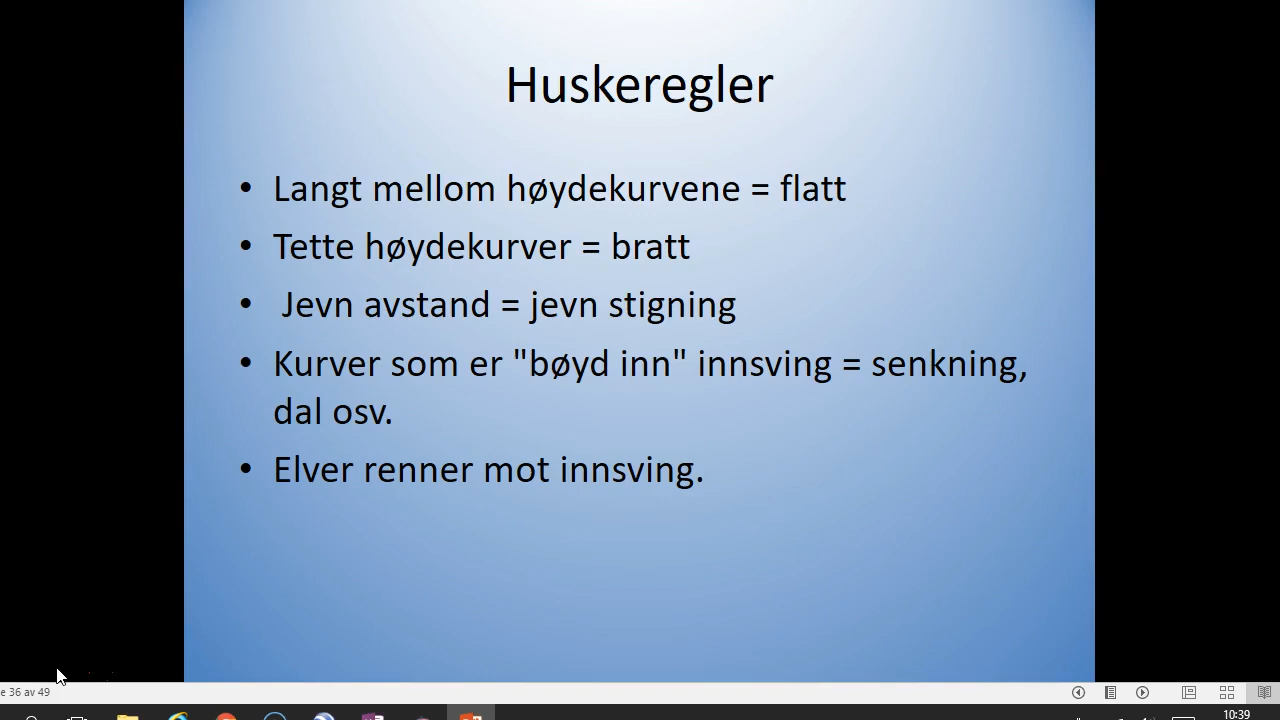 Huskeregler
• Langt mellom høydekurvene = flatt
• Tette høydekurver = bratt
• Jevn avstand = jevn stigning
• Kurver som er "bøyd inn" innsving = senkning,
dal osv.
• Elver renner mot innsving.
e 36 av 49
10:39